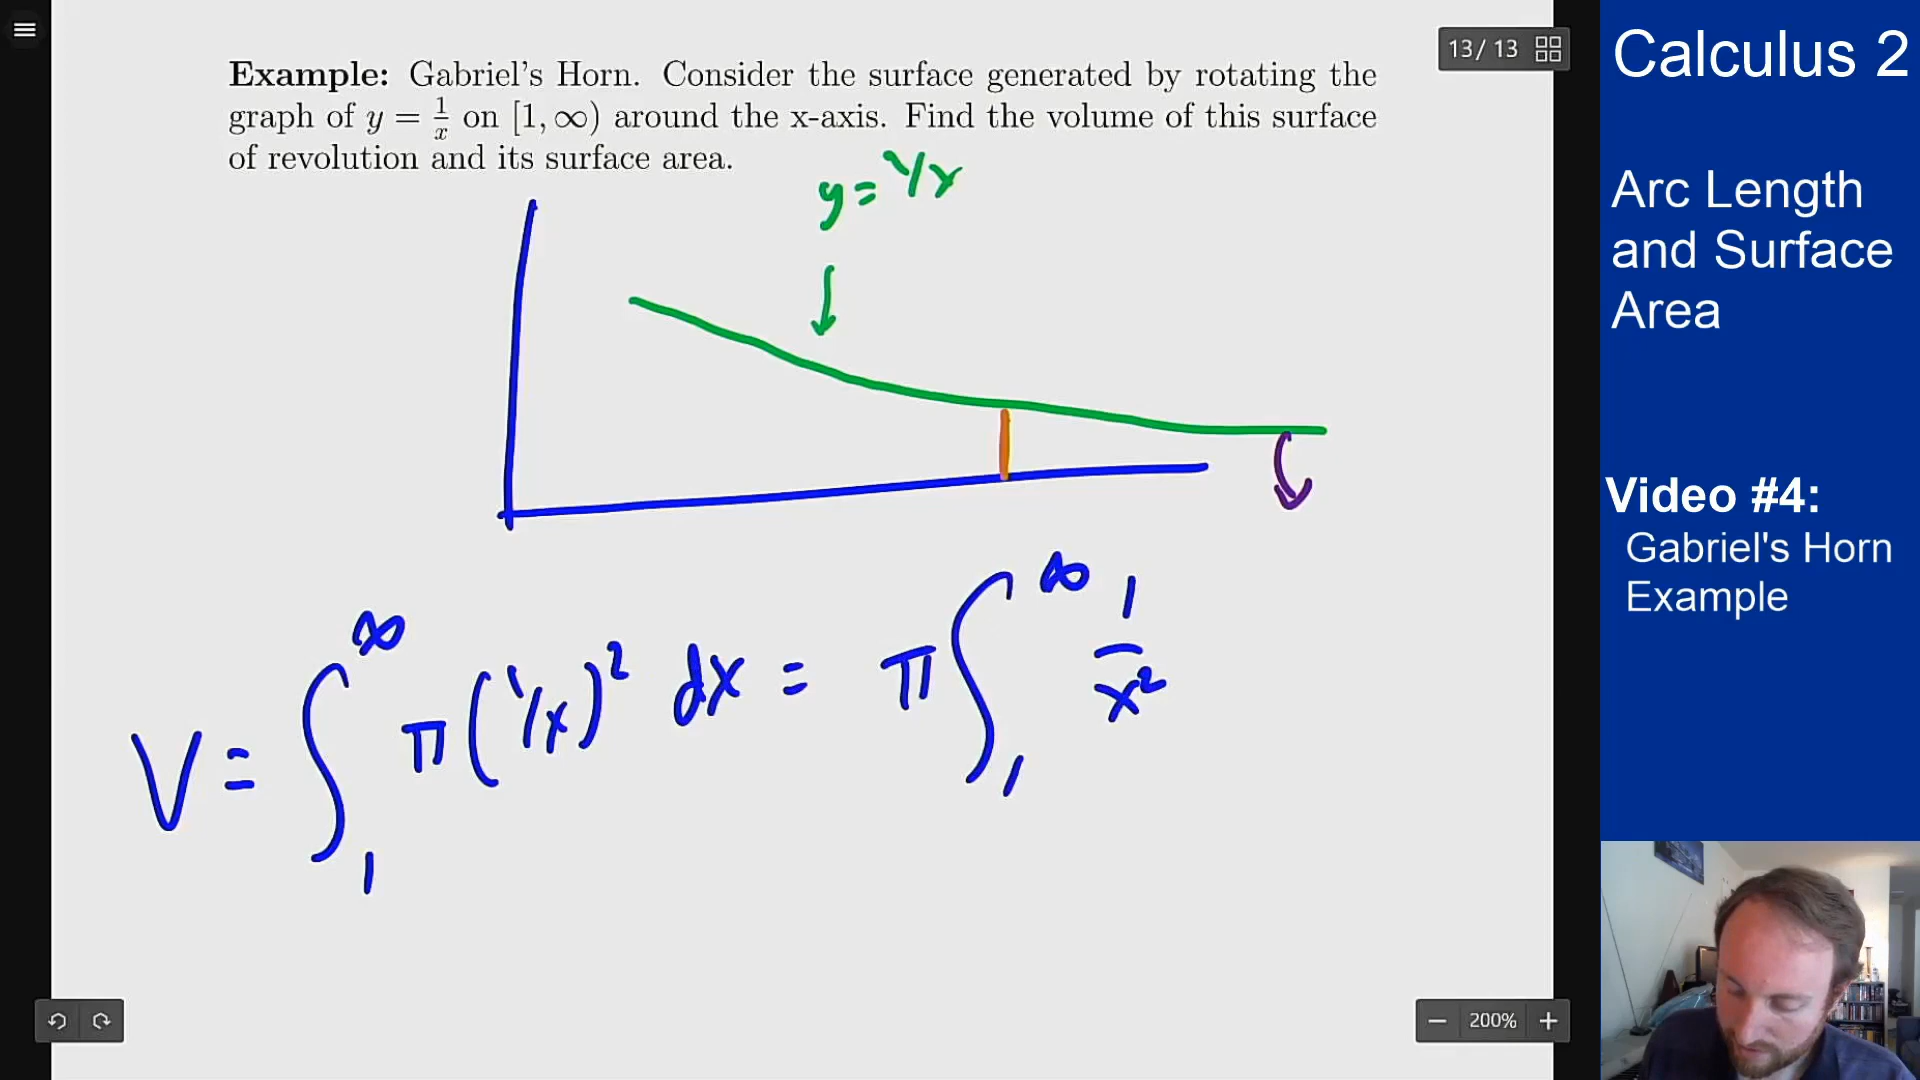 13 / 13
Example: Gabriel's Horn. Consider the surface generated by rotating the
graph of y = 1/x on [1, ∞) around the x-axis. Find the volume of this surface
of revolution and its surface area.
y = 1/x
V = ∫₁^∞ π(1/x)² dx = π ∫₁^∞ 1/x²
200%
Calculus 2
Arc Length
and Surface
Area
Video #4:
Gabriel's Horn
Example